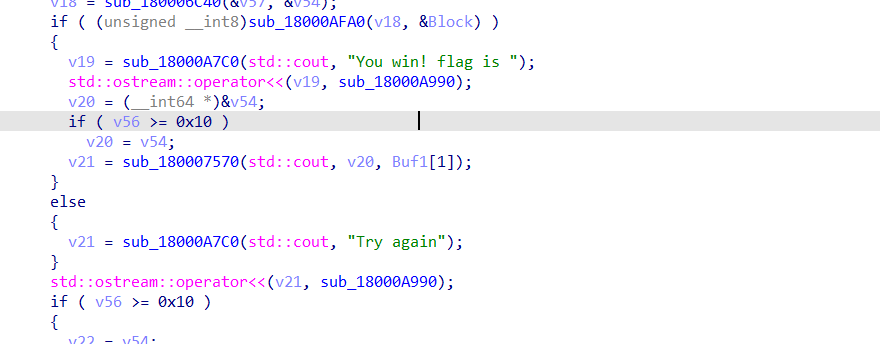 v18 = sub_180006C40(&v57, &v54);
if ( (unsigned __int8)sub_18000AFA0(v18, &Block) )
{
v19 = sub_18000A7C0(std::cout, "You win! flag is ");
std::ostream::operator<<(v19, sub_18000A990);
v20 = (__int64 *)&v54;
if ( v56 >= 0x10 )
v20 = v54;
v21 = sub_180007570(std::cout, v20, Buf1[1]);
}
else
{
v21 = sub_18000A7C0(std::cout, "Try again");
}
std::ostream::operator<<(v21, sub_18000A990);
if ( v56 >= 0x10 )
{
v22 = v54;